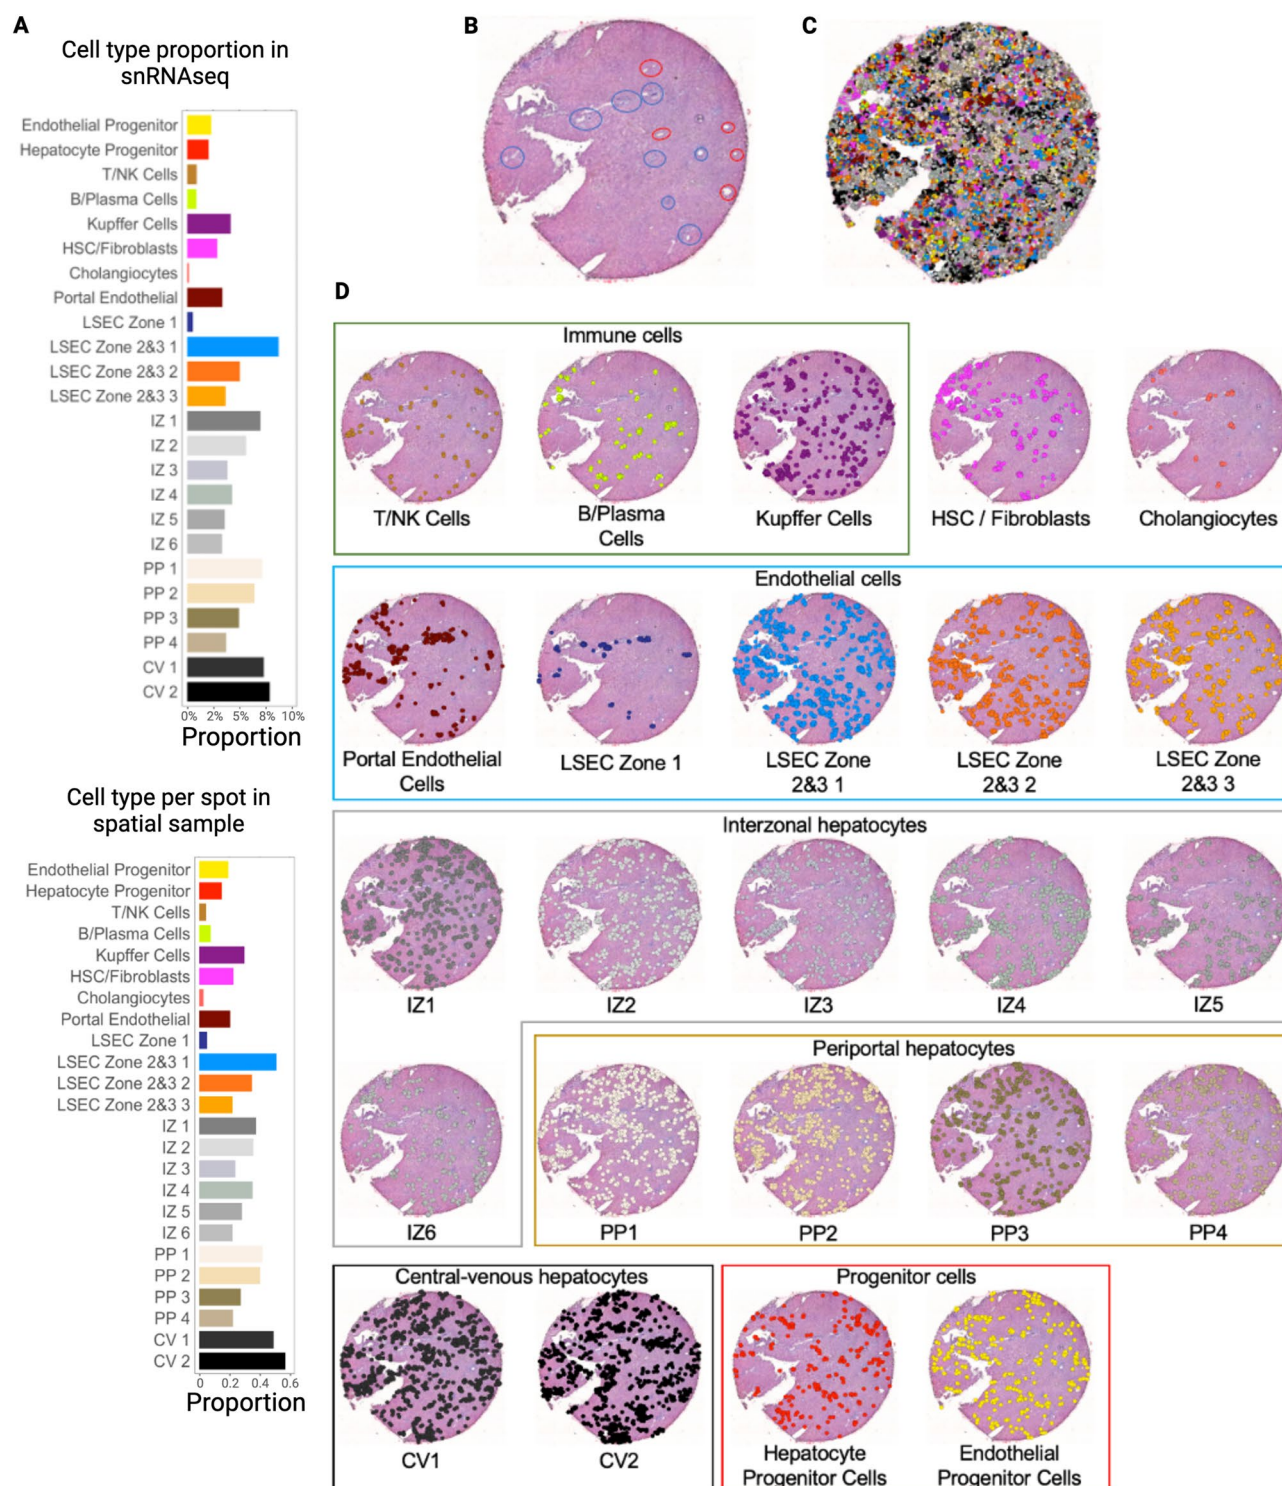 A
Cell type proportion in
snRNAseq
Endothelial Progenitor
Hepatocyte Progenitor
T/NK Cells
B/Plasma Cells
Kupffer Cells
HSC/Fibroblasts
Cholangiocytes
Portal Endothelial
LSEC Zone 1
LSEC Zone 2&3 1
LSEC Zone 2&3 2
LSEC Zone 2&3 3
IZ 1
IZ 2
IZ 3
IZ 4
IZ 5
IZ 6
PP 1
PP 2
PP 3
PP 4
CV 1
CV 2
0% 2% 5% 8% 10%
Proportion
Cell type per spot in
spatial sample
Endothelial Progenitor
Hepatocyte Progenitor
T/NK Cells
B/Plasma Cells
Kupffer Cells
HSC/Fibroblasts
Cholangiocytes
Portal Endothelial
LSEC Zone 1
LSEC Zone 2&3 1
LSEC Zone 2&3 2
LSEC Zone 2&3 3
IZ 1
IZ 2
IZ 3
IZ 4
IZ 5
IZ 6
PP 1
PP 2
PP 3
PP 4
CV 1
CV 2
0 0.2 0.4 0.6
Proportion
B
C
D
Immune cells
T/NK Cells
B/Plasma
Cells
Kupffer Cells
HSC / Fibroblasts
Cholangiocytes
Endothelial cells
Portal Endothelial
Cells
LSEC Zone 1
LSEC Zone
2&3 1
LSEC Zone
2&3 2
LSEC Zone
2&3 3
Interzonal hepatocytes
IZ1
IZ2
IZ3
IZ4
IZ5
IZ6
Periportal hepatocytes
PP1
PP2
PP3
PP4
Central-venous hepatocytes
CV1
CV2
Progenitor cells
Hepatocyte
Progenitor Cells
Endothelial
Progenitor Cells